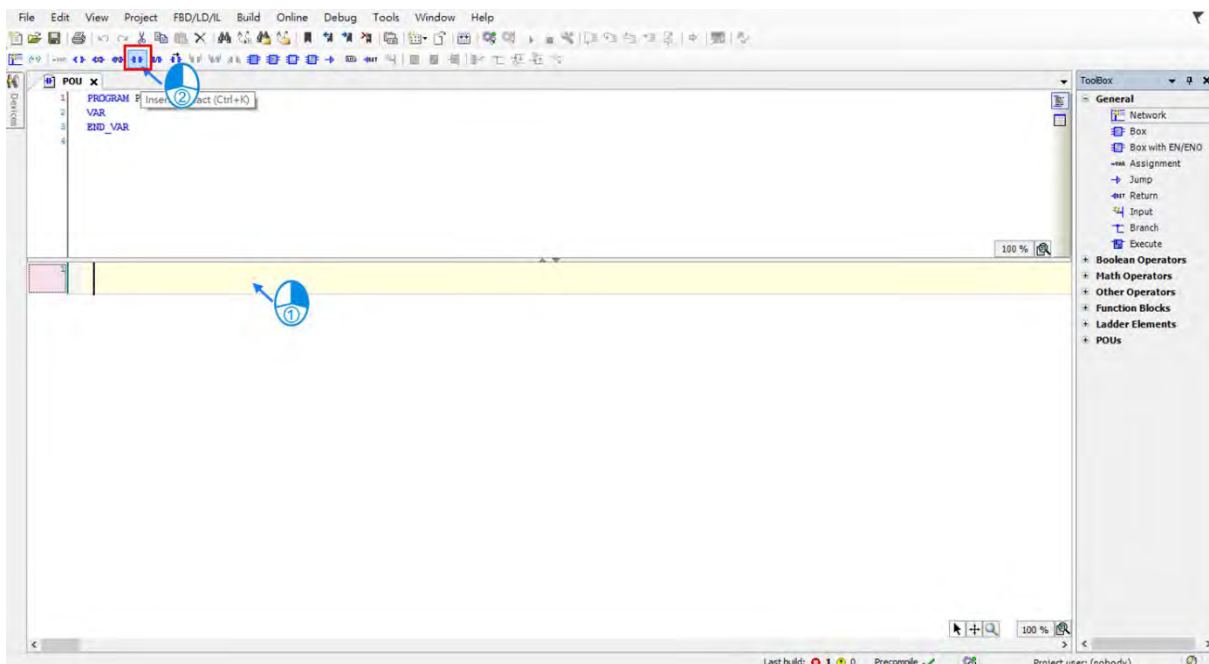 File Edit View Project FBD/LD/IL Build Online Debug Tools Window Help
POU
ToolBox
Devices
1 PROGRAM P
Inser
act (Ctrl+K)
②
2 VAR
3 END_VAR
4
100 %
1
①
General
Network
Box
Box with EN/ENO
Assignment
Jump
Return
Input
Branch
Execute
Boolean Operators
Math Operators
Other Operators
Function Blocks
Ladder Elements
POUs
100 %
Last build: 1 0 Precompile
Project user: (nobody)